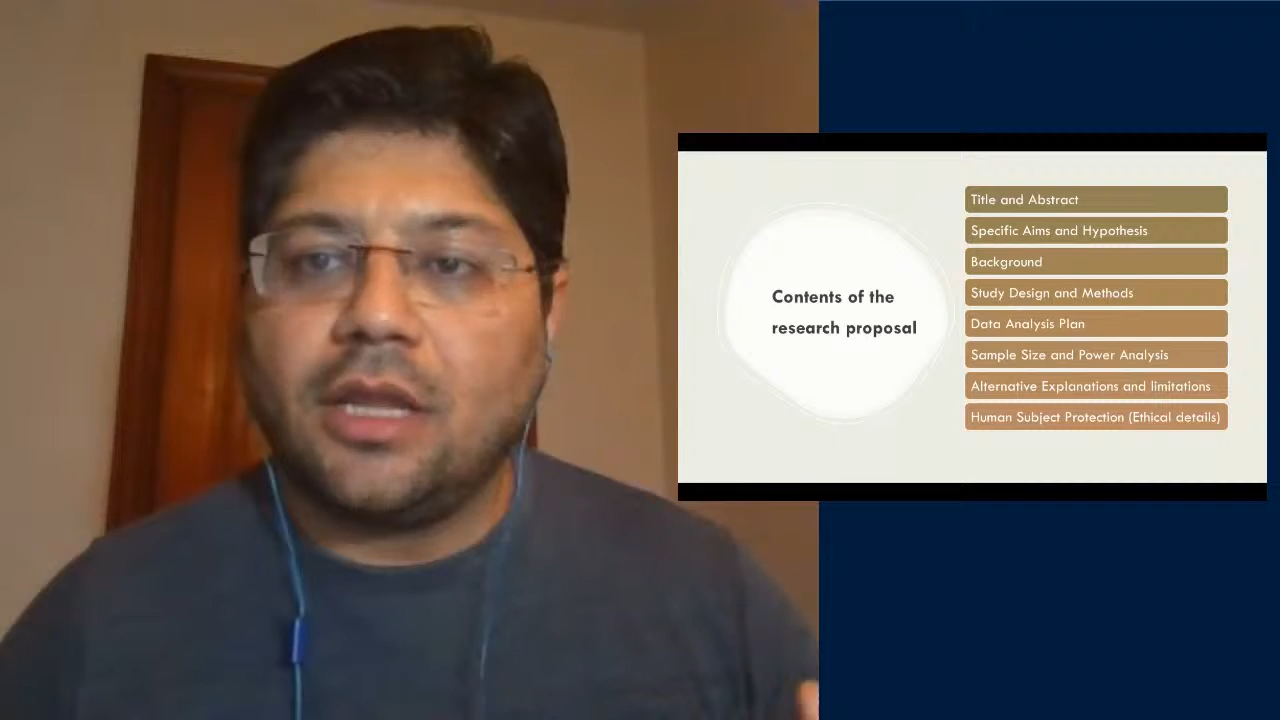 Contents of the
research proposal
Title and Abstract
Specific Aims and Hypothesis
Background
Study Design and Methods
Data Analysis Plan
Sample Size and Power Analysis
Alternative Explanations and limitations
Human Subject Protection (Ethical details)